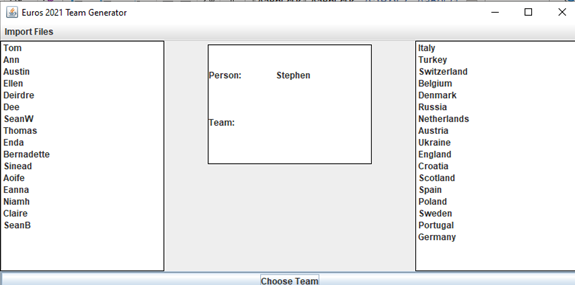 Euros 2021 Team Generator
Import Files
Tom
Ann
Austin
Ellen
Deirdre
Dee
SeanW
Thomas
Enda
Bernadette
Sinead
Aoife
Eanna
Niamh
Claire
SeanB
Person: Stephen
Team:
Italy
Turkey
Switzerland
Belgium
Denmark
Russia
Netherlands
Austria
Ukraine
England
Croatia
Scotland
Spain
Poland
Sweden
Portugal
Germany
Choose Team